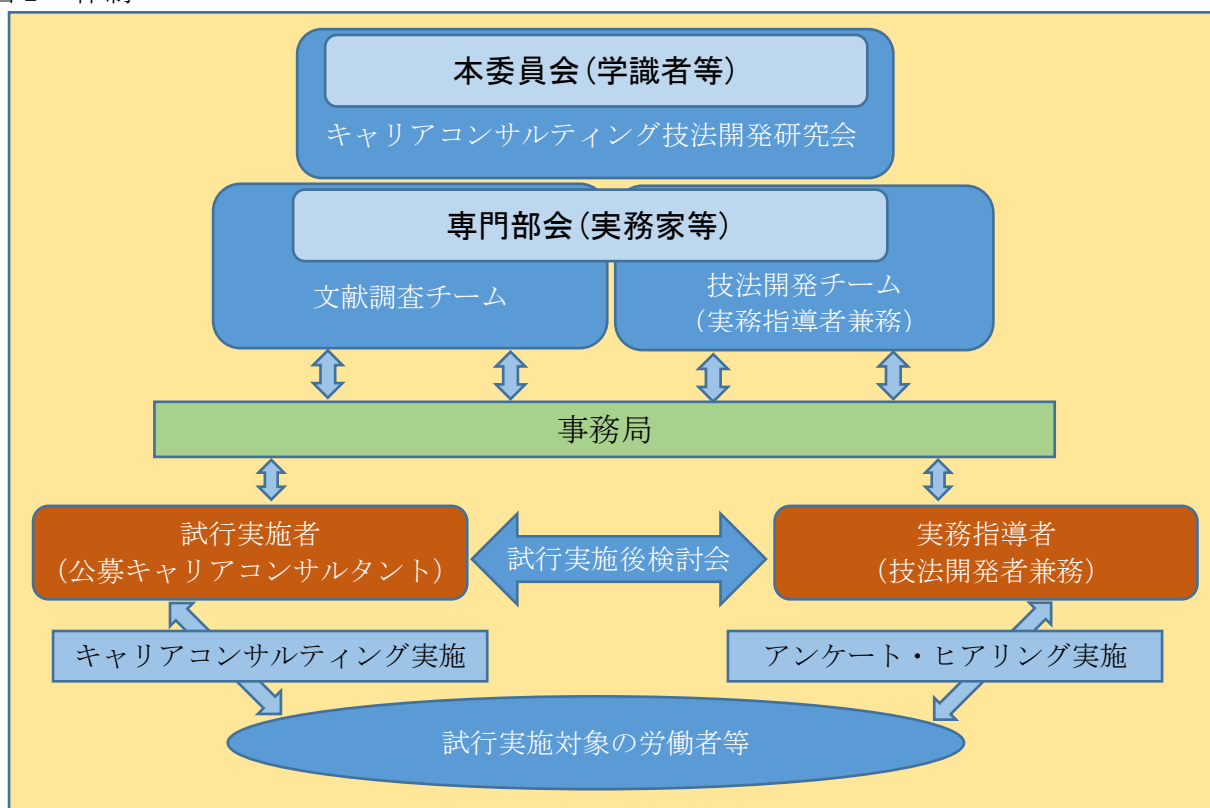 本委員会(学識者等)
キャリアコンサルティング技法開発研究会
専門部会(実務家等)
文献調査チーム
技法開発チーム
（実務指導者兼務）
事務局
試行実施者
（公募キャリアコンサルタント）
試行実施後検討会
実務指導者
（技法開発者兼務）
キャリアコンサルティング実施
アンケート・ヒアリング実施
試行実施対象の労働者等